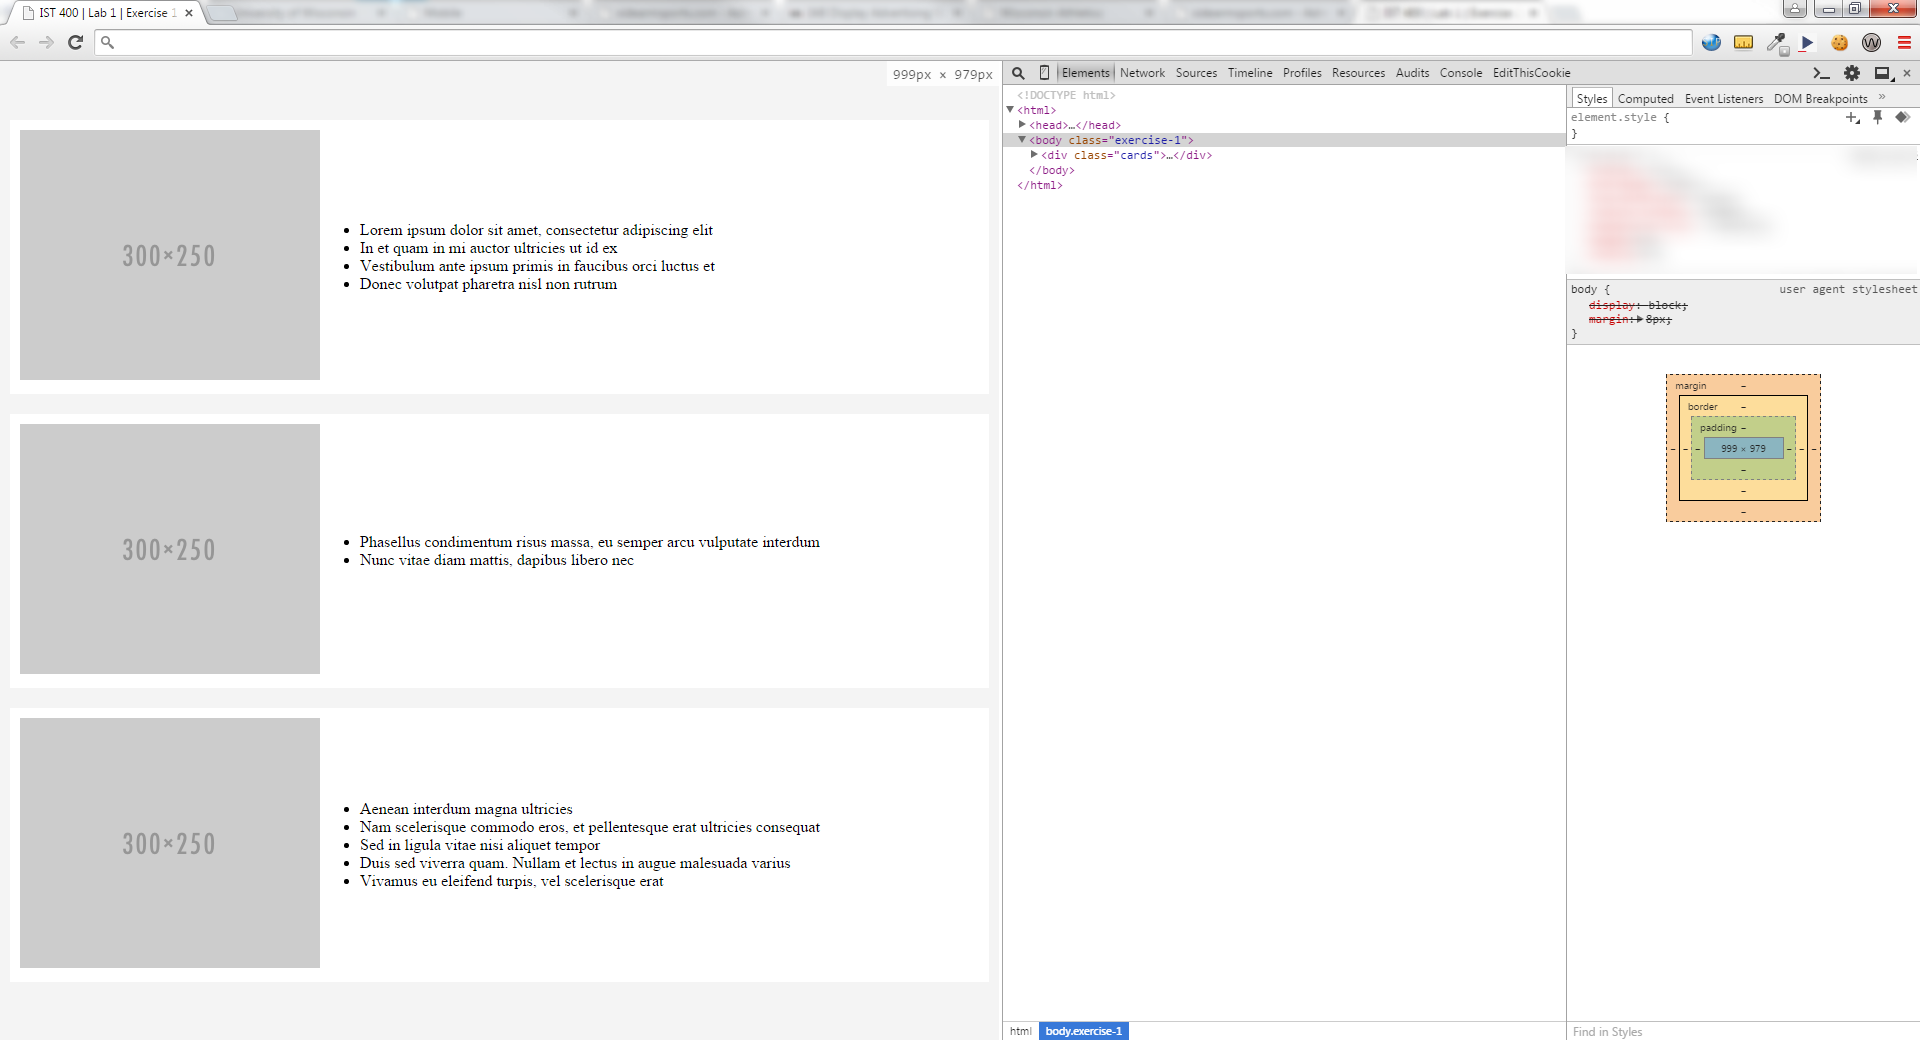 IST 400 | Lab 1 | Exercise 1
999px × 979px
300×250
Lorem ipsum dolor sit amet, consectetur adipiscing elit
In et quam in mi auctor ultricies ut id ex
Vestibulum ante ipsum primis in faucibus orci luctus et
Donec volutpat pharetra nisl non rutrum
300×250
Phasellus condimentum risus massa, eu semper arcu vulputate interdum
Nunc vitae diam mattis, dapibus libero nec
300×250
Aenean interdum magna ultricies
Nam scelerisque commodo eros, et pellentesque erat ultricies consequat
Sed in ligula vitae nisi aliquet tempor
Duis sed viverra quam. Nullam et lectus in augue malesuada varius
Vivamus eu eleifend turpis, vel scelerisque erat
Elements Network Sources Timeline Profiles Resources Audits Console EditThisCookie
<!DOCTYPE html>
<html>
<head>…</head>
<body class="exercise-1">
<div class="cards">…</div>
</body>
</html>
html body.exercise-1
Styles Computed Event Listeners DOM Breakpoints »
element.style {
}
body { user agent stylesheet
display: block;
margin: 8px;
}
margin –
border –
padding –
– – – 999 × 979 – – –
–
–
–
Find in Styles